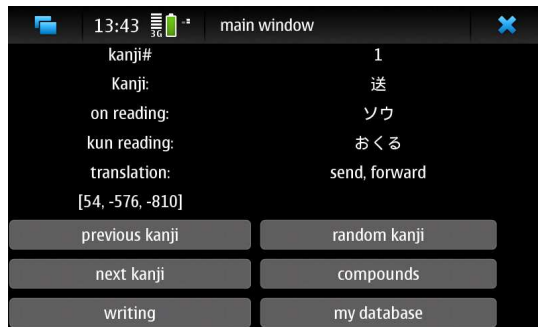 13:43 3G main window
kanji# 1
Kanji: 送
on reading: ソウ
kun reading: おくる
translation: send, forward
[54, -576, -810]
previous kanji random kanji
next kanji compounds
writing my database